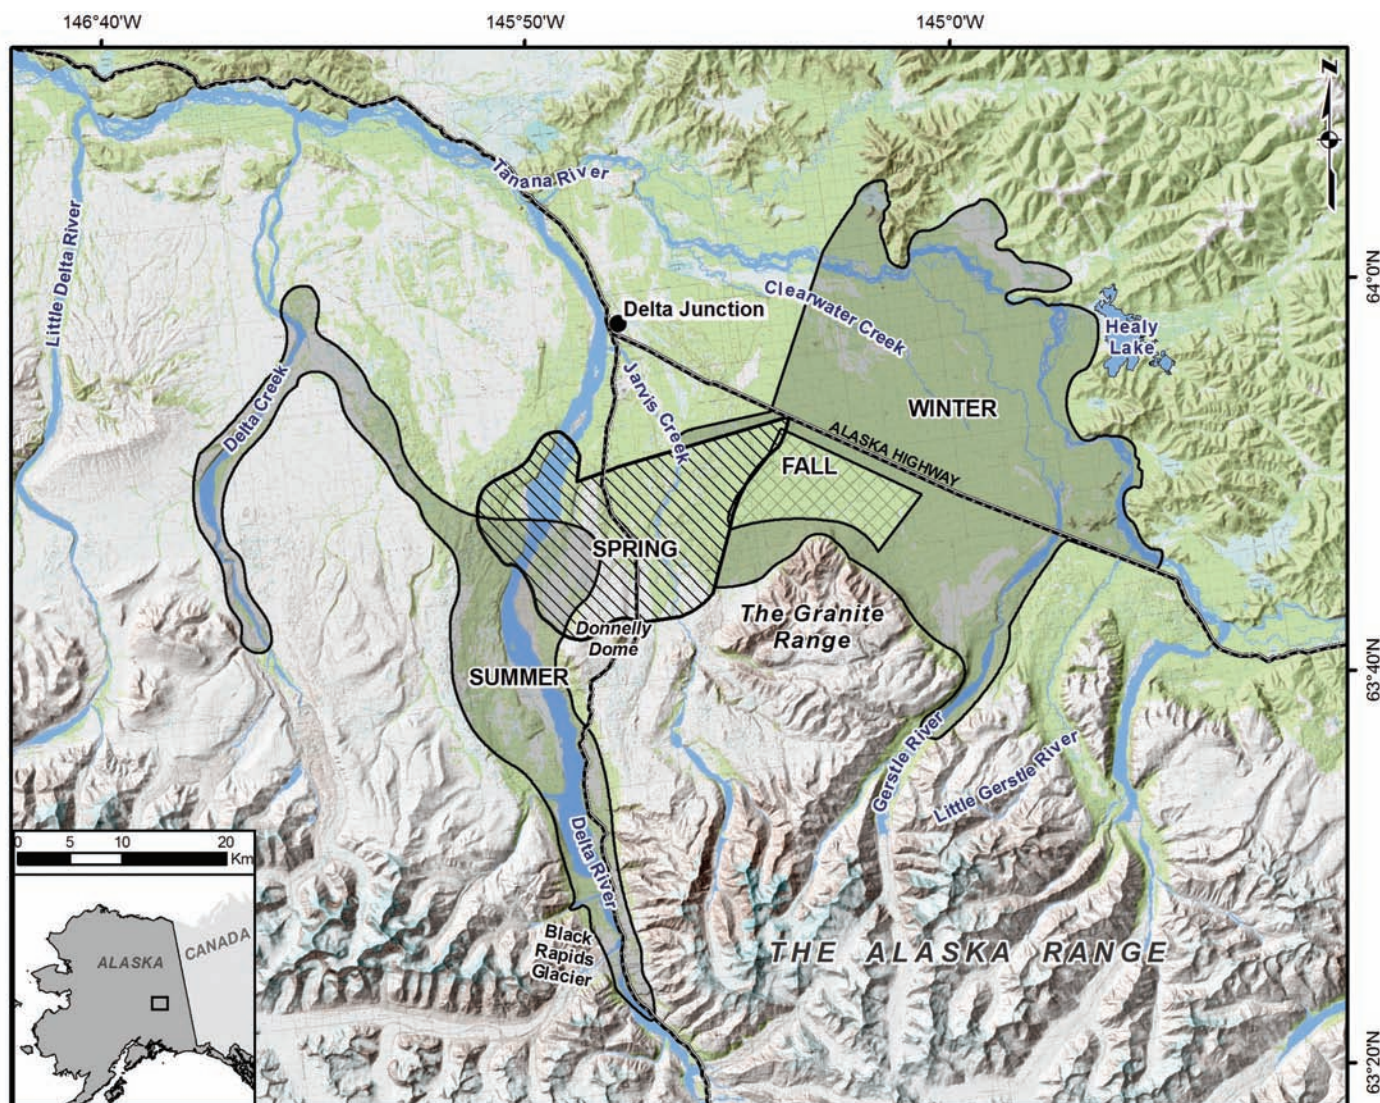 146°40'W
145°50'W
145°0'W
N
Tanana River
Little Delta River
64°0'N
Clearwater Creek
Delta Junction
Healy
Lake
Jarvis Creek
Delta Creek
WINTER
ALASKA HIGHWAY
FALL
SPRING
The Granite
Range
Donnelly
Dome
SUMMER
63°40'N
Gerstle River
Little Gerstle River
0 5 10 20
Km
Delta River
Black
Rapids
Glacier
THE ALASKA RANGE
CANADA
ALASKA
63°20'N